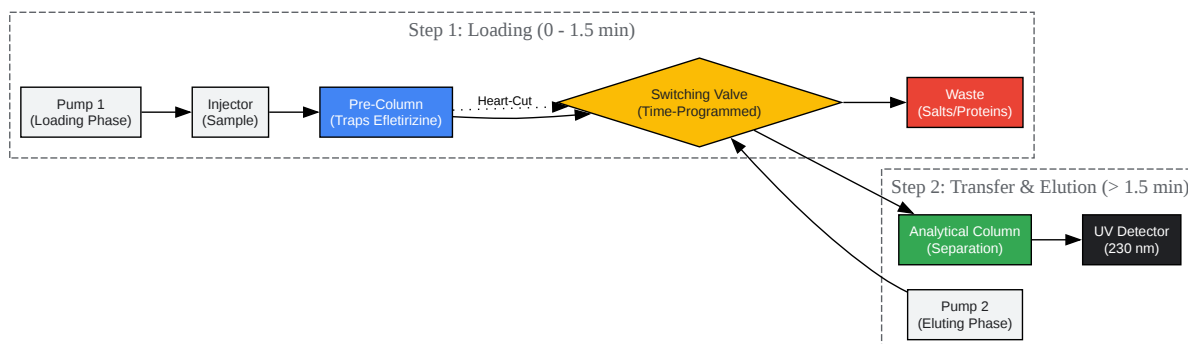 Step 1: Loading (0 - 1.5 min)
Pump 1
(Loading Phase)
Injector
(Sample)
Pre-Column
(Traps Efletirizine)
Heart-Cut
Switching Valve
(Time-Programmed)
Waste
(Salts/Proteins)
Step 2: Transfer & Elution (> 1.5 min)
Analytical Column
(Separation)
UV Detector
(230 nm)
Pump 2
(Eluting Phase)